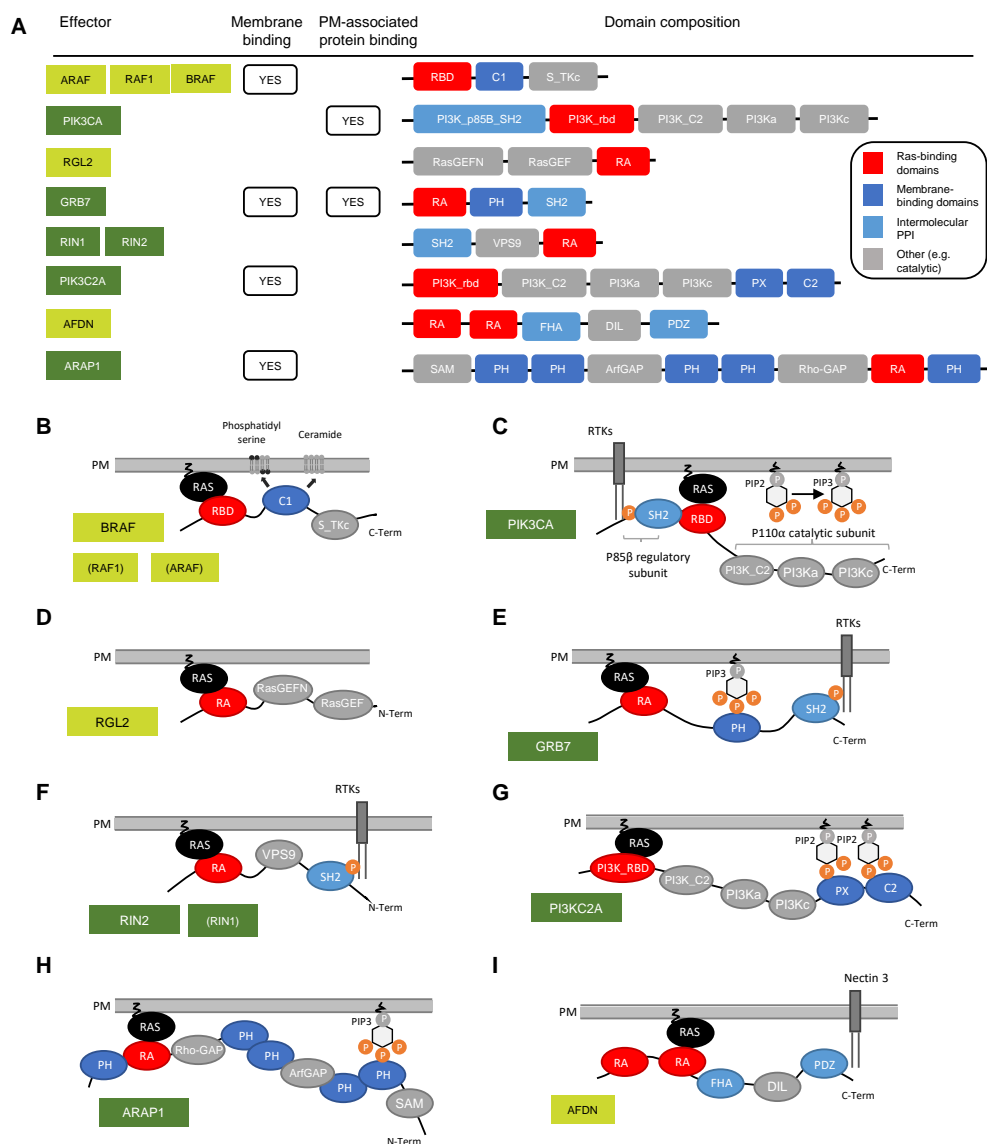 A
Effector
Membrane
binding
PM-associated
protein binding
Domain composition
ARAF RAF1 BRAF YES RBD C1 S_TKc
PIK3CA YES PI3K_p85B_SH2 PI3K_rbd PI3K_C2 PI3Ka PI3Kc
RGL2 RasGEFN RasGEF RA
GRB7 YES YES RA PH SH2
RIN1 RIN2 SH2 VPS9 RA
PIK3C2A YES PI3K_rbd PI3K_C2 PI3Ka PI3Kc PX C2
AFDN RA RA FHA DIL PDZ
ARAP1 YES SAM PH PH ArfGAP PH PH Rho-GAP RA PH
Ras-binding
domains
Membrane-
binding domains
Intermolecular
PPI
Other (e.g.
catalytic)
B
Phosphatidyl
serine
Ceramide
PM
RAS
RBD
C1
S_TKc
C-Term
BRAF
(RAF1) (ARAF)
C
RTKs
PM
RAS
PIP2
P
PIP3
P
P
SH2
RBD
P P
P P P
PIK3CA
P85β regulatory
subunit
P110α catalytic subunit
PI3K_C2 PI3Ka PI3Kc
C-Term
D
PM
RAS
RA
RasGEFN
RasGEF
N-Term
RGL2
E
RTKs
PM
RAS
PIP3
P
P P P
RA
PH
SH2
P
C-Term
GRB7
F
RTKs
PM
RAS
RA
VPS9
SH2
P
N-Term
RIN2 (RIN1)
G
PM
RAS
PIP2
P
PIP2
P
PI3K_RBD
PI3K_C2
PI3Ka
PI3Kc
P P
P P
PX
C2
C-Term
PI3KC2A
H
PM
RAS
PIP3
P
P P P
PH
RA
Rho-GAP
PH
PH
ArfGAP
PH
PH
SAM
N-Term
ARAP1
I
Nectin 3
PM
RAS
RA
RA
FHA
DIL
PDZ
C-Term
AFDN